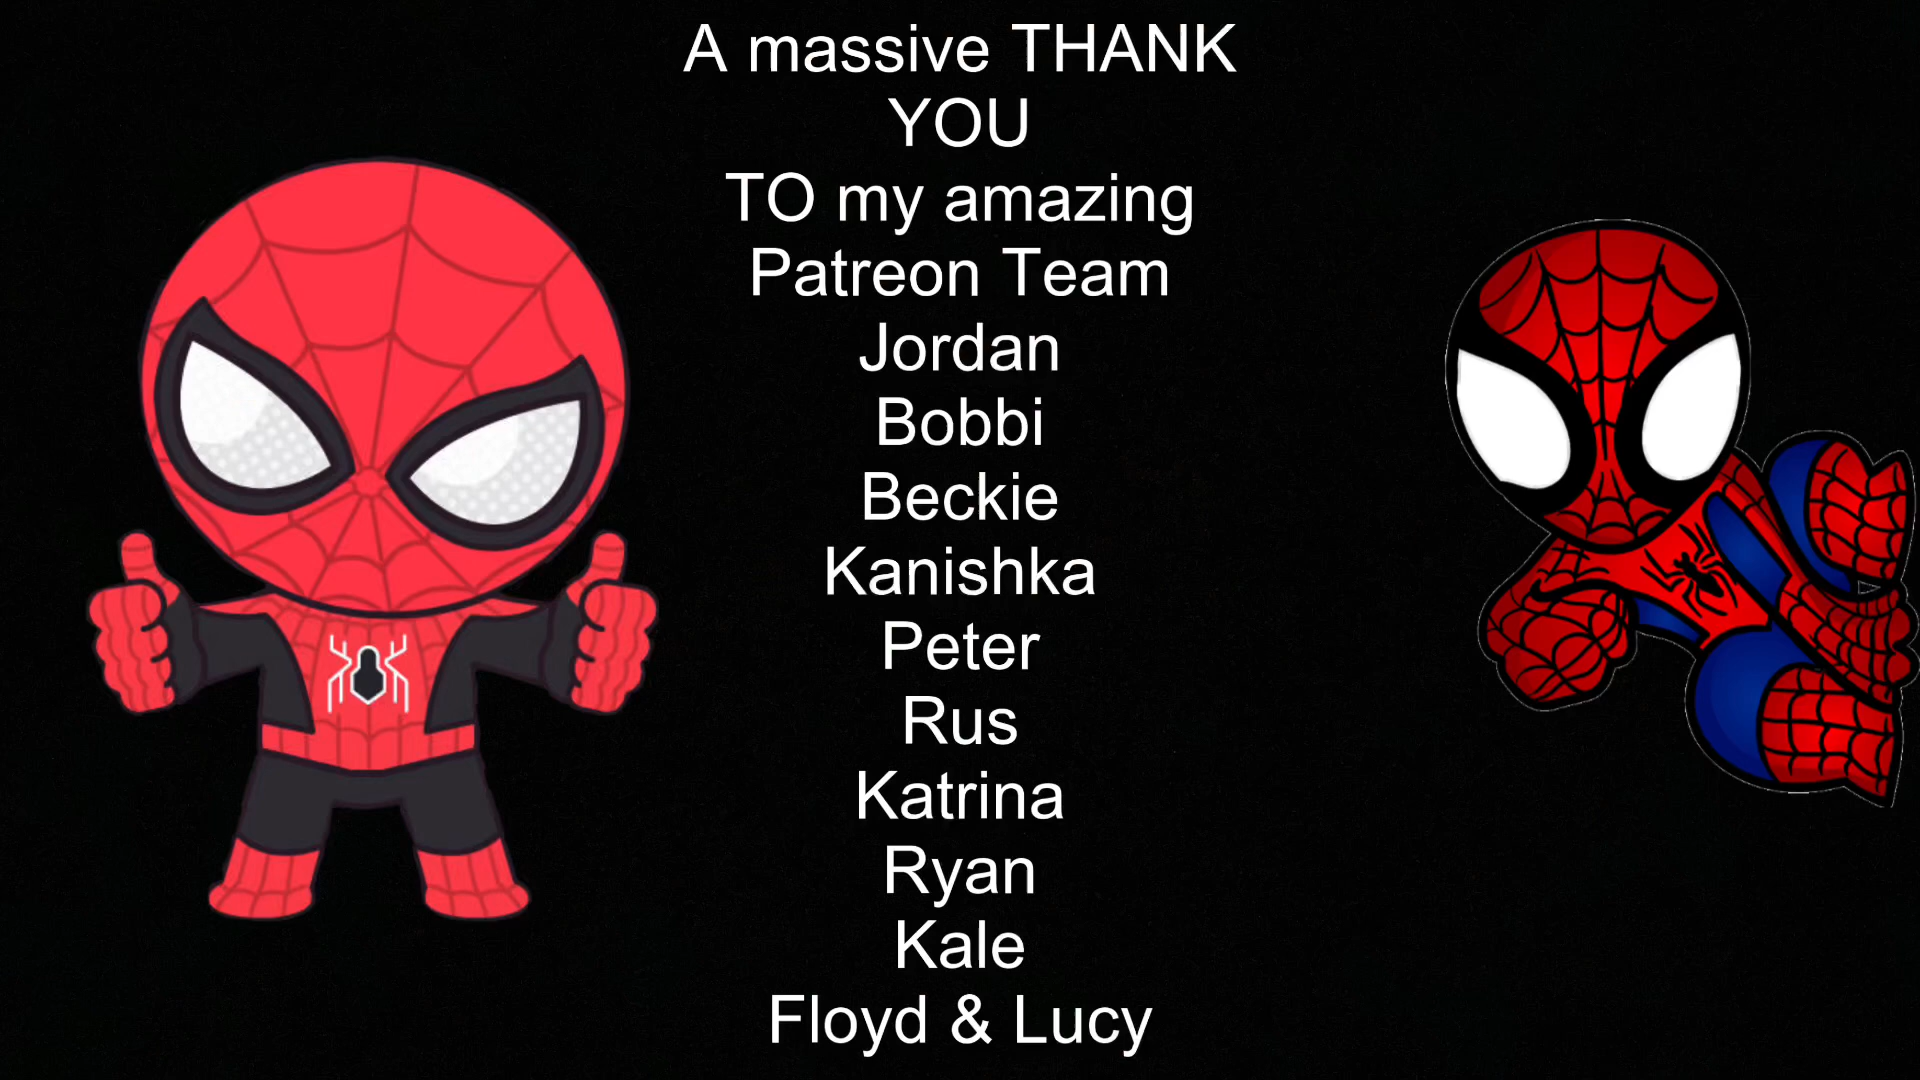 A massive THANK
YOU
TO my amazing
Patreon Team
Jordan
Bobbi
Beckie
Kanishka
Peter
Rus
Katrina
Ryan
Kale
Floyd & Lucy